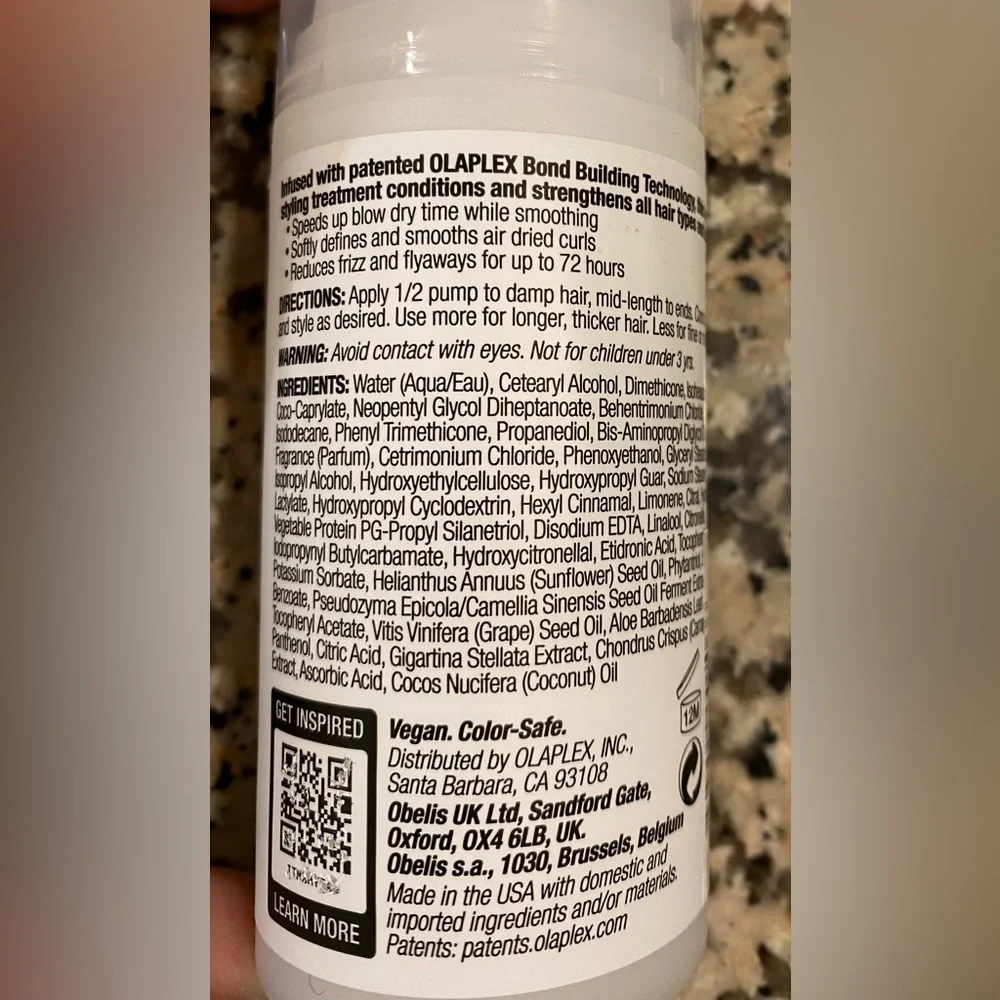 Infused with patented OLAPLEX Bond Building Technology,
styling treatment conditions and strengthens all hair types
• Speeds up blow dry time while smoothing
• Softly defines and smooths air dried curls
• Reduces frizz and flyaways for up to 72 hours
DIRECTIONS: Apply 1/2 pump to damp hair, mid-length to ends.
and style as desired. Use more for longer, thicker hair. Less for fine
WARNING: Avoid contact with eyes. Not for children under 3 yrs.
INGREDIENTS: Water (Aqua/Eau), Cetearyl Alcohol, Dimethicone,
Coco-Caprylate, Neopentyl Glycol Diheptanoate, Behentrimonium
Isododecane, Phenyl Trimethicone, Propanediol, Bis-Aminopropyl
Fragrance (Parfum), Cetrimonium Chloride, Phenoxyethanol, Glyceryl
Isopropyl Alcohol, Hydroxyethylcellulose, Hydroxypropyl Guar, Sodium
Lactylate, Hydroxypropyl Cyclodextrin, Hexyl Cinnamal, Limonene, Citral,
Vegetable Protein PG-Propyl Silanetriol, Disodium EDTA, Linalool,
Iodopropynyl Butylcarbamate, Hydroxycitronellal, Etidronic Acid,
Potassium Sorbate, Helianthus Annuus (Sunflower) Seed Oil,
Benzoate, Pseudozyma Epicola/Camellia Sinensis Seed Oil Ferment
Tocopheryl Acetate, Vitis Vinifera (Grape) Seed Oil, Aloe Barbadensis
Panthenol, Citric Acid, Gigartina Stellata Extract, Chondrus Crispus
Extract, Ascorbic Acid, Cocos Nucifera (Coconut) Oil
12M
GET INSPIRED
LEARN MORE
Vegan. Color-Safe.
Distributed by OLAPLEX, INC.,
Santa Barbara, CA 93108
Obelis UK Ltd, Sandford Gate,
Oxford, OX4 6LB, UK.
Obelis s.a., 1030, Brussels, Belgium
Made in the USA with domestic and
imported ingredients and/or materials.
Patents: patents.olaplex.com